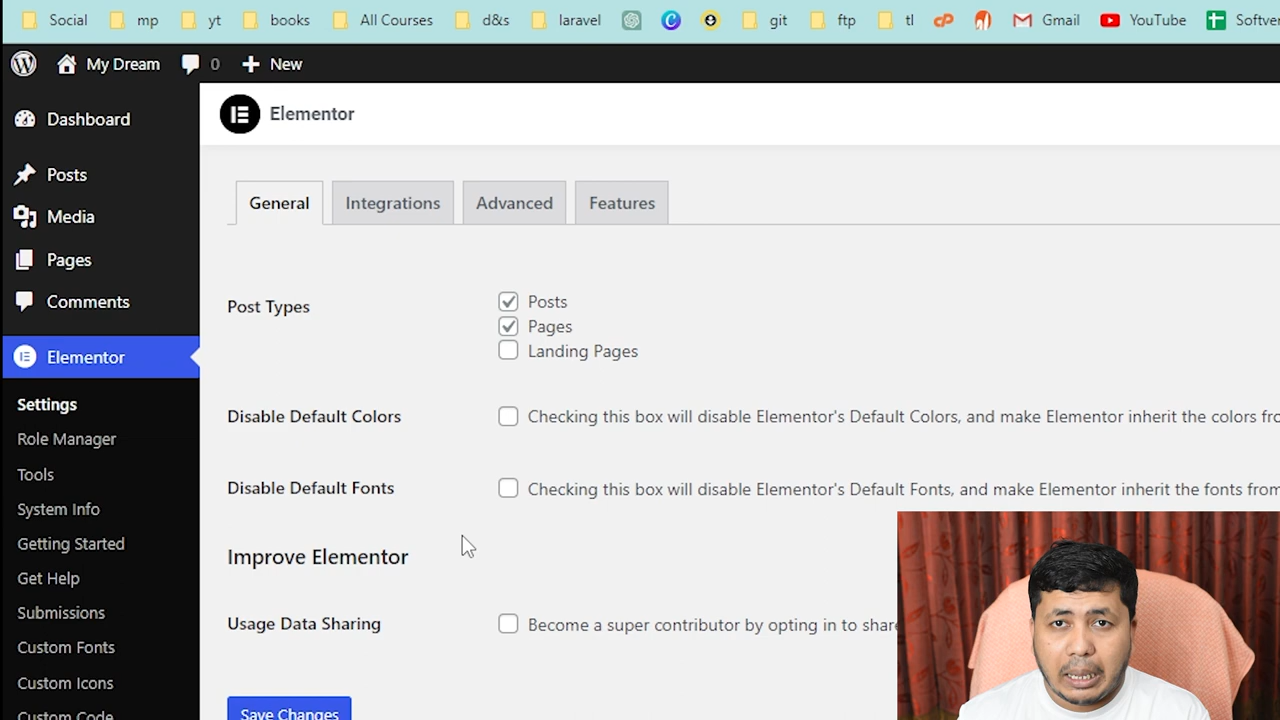 Social mp yt books All Courses d&s laravel git ftp tl Gmail YouTube Softver
My Dream 0 New
Elementor
Dashboard
Posts
Media
Pages
Comments
Elementor
Settings
Role Manager
Tools
System Info
Getting Started
Get Help
Submissions
Custom Fonts
Custom Icons
Custom Code
General Integrations Advanced Features
Post Types
Posts
Pages
Landing Pages
Disable Default Colors
Checking this box will disable Elementor's Default Colors, and make Elementor inherit the colors fro
Disable Default Fonts
Checking this box will disable Elementor's Default Fonts, and make Elementor inherit the fonts from
Improve Elementor
Usage Data Sharing
Become a super contributor by opting in to share
Save Changes